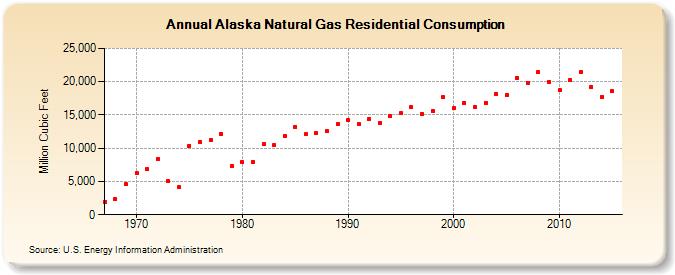 Annual Alaska Natural Gas Residential Consumption
Million Cubic Feet
25,000
20,000
15,000
10,000
5,000
0
1970 1980 1990 2000 2010
Source: U.S. Energy Information Administration